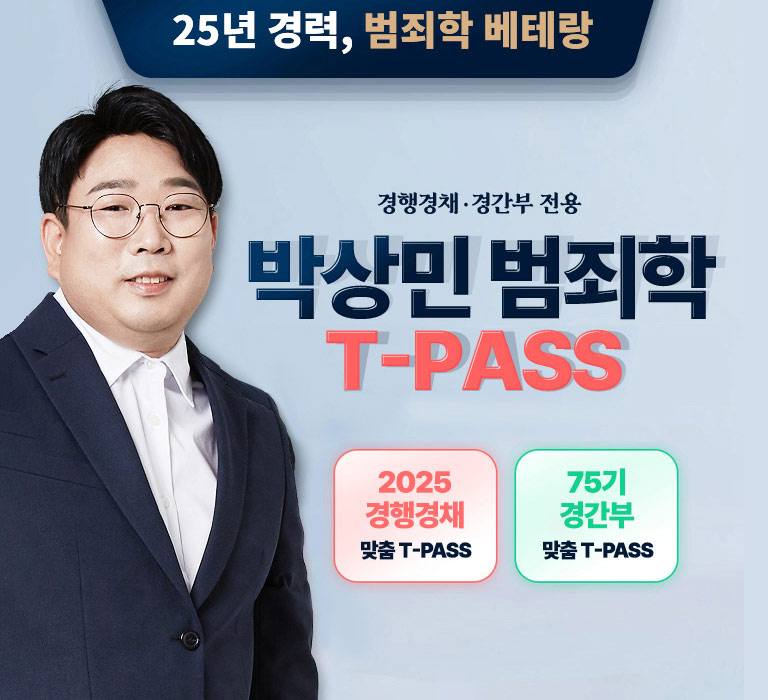 25년 경력, 범죄학 베테랑
경행경채·경간부 전용
박상민 범죄학
T-PASS
2025
경행경채
맞춤 T-PASS
75기
경간부
맞춤 T-PASS